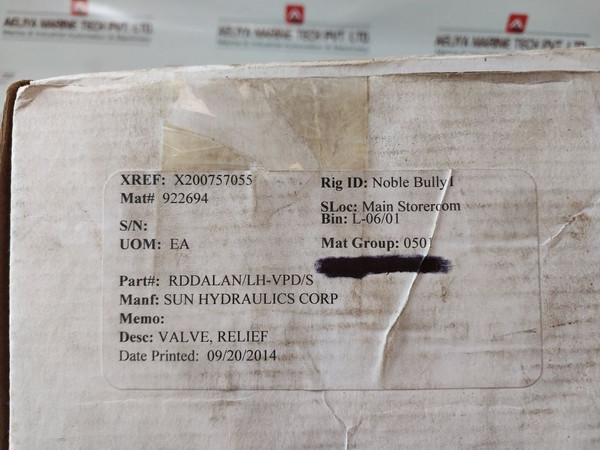 AELIYA MARINE TECH PVT. LTD
AELIYA MARINE TECH PVT. LTD
AELIYA MARINE TECH PVT. LTD
XREF: X200757055
Mat# 922694
S/N:
UOM: EA
Rig ID: Noble Bully1
SLoc: Main Storeroom
Bin: L-06/01
Mat Group: 0501
Part#: RDDALAN/LH-VPD/S
Manf: SUN HYDRAULICS CORP
Memo:
Desc: VALVE, RELIEF
Date Printed: 09/20/2014